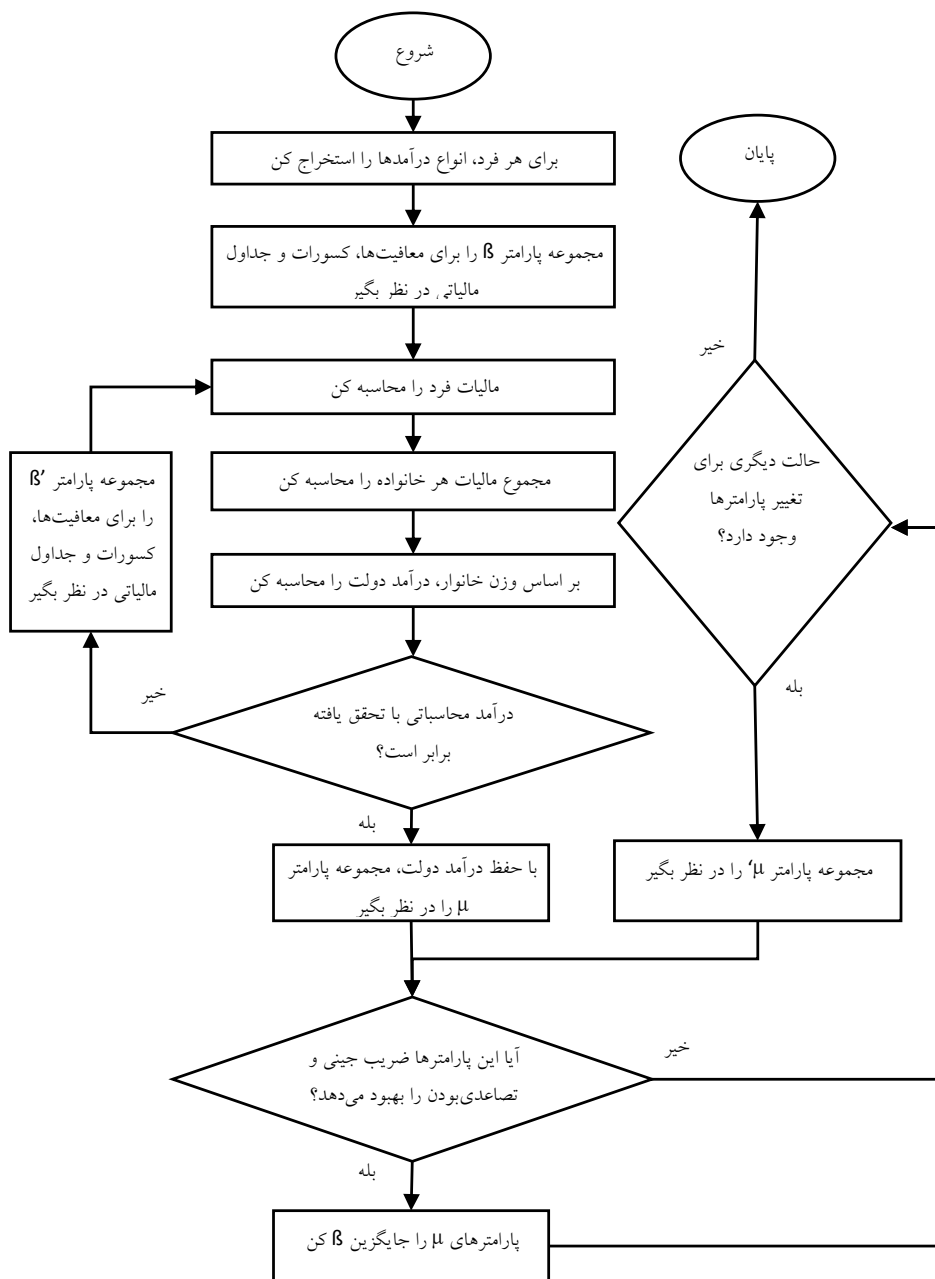 شروع
برای هر فرد، انواع درآمدها را استخراج کن
مجموعه پارامتر ß را برای معافیت‌ها، کسورات و جداول
مالیاتی در نظر بگیر
مالیات فرد را محاسبه کن
مجموع مالیات هر خانواده را محاسبه کن
بر اساس وزن خانوار، درآمد دولت را محاسبه کن
درآمد محاسباتی با تحقق یافته
برابر است؟
خیر
مجموعه پارامتر ß′
را برای معافیت‌ها،
کسورات و جداول
مالیاتی در نظر بگیر
بله
با حفظ درآمد دولت، مجموعه پارامتر
µ را در نظر بگیر
آیا این پارامترها ضریب جینی و
تصاعدی‌بودن را بهبود می‌دهد؟
خیر
بله
پارامترهای µ را جایگزین ß کن
حالت دیگری برای
تغییر پارامترها
وجود دارد؟
بله
مجموعه پارامتر µ′ را در نظر بگیر
خیر
پایان